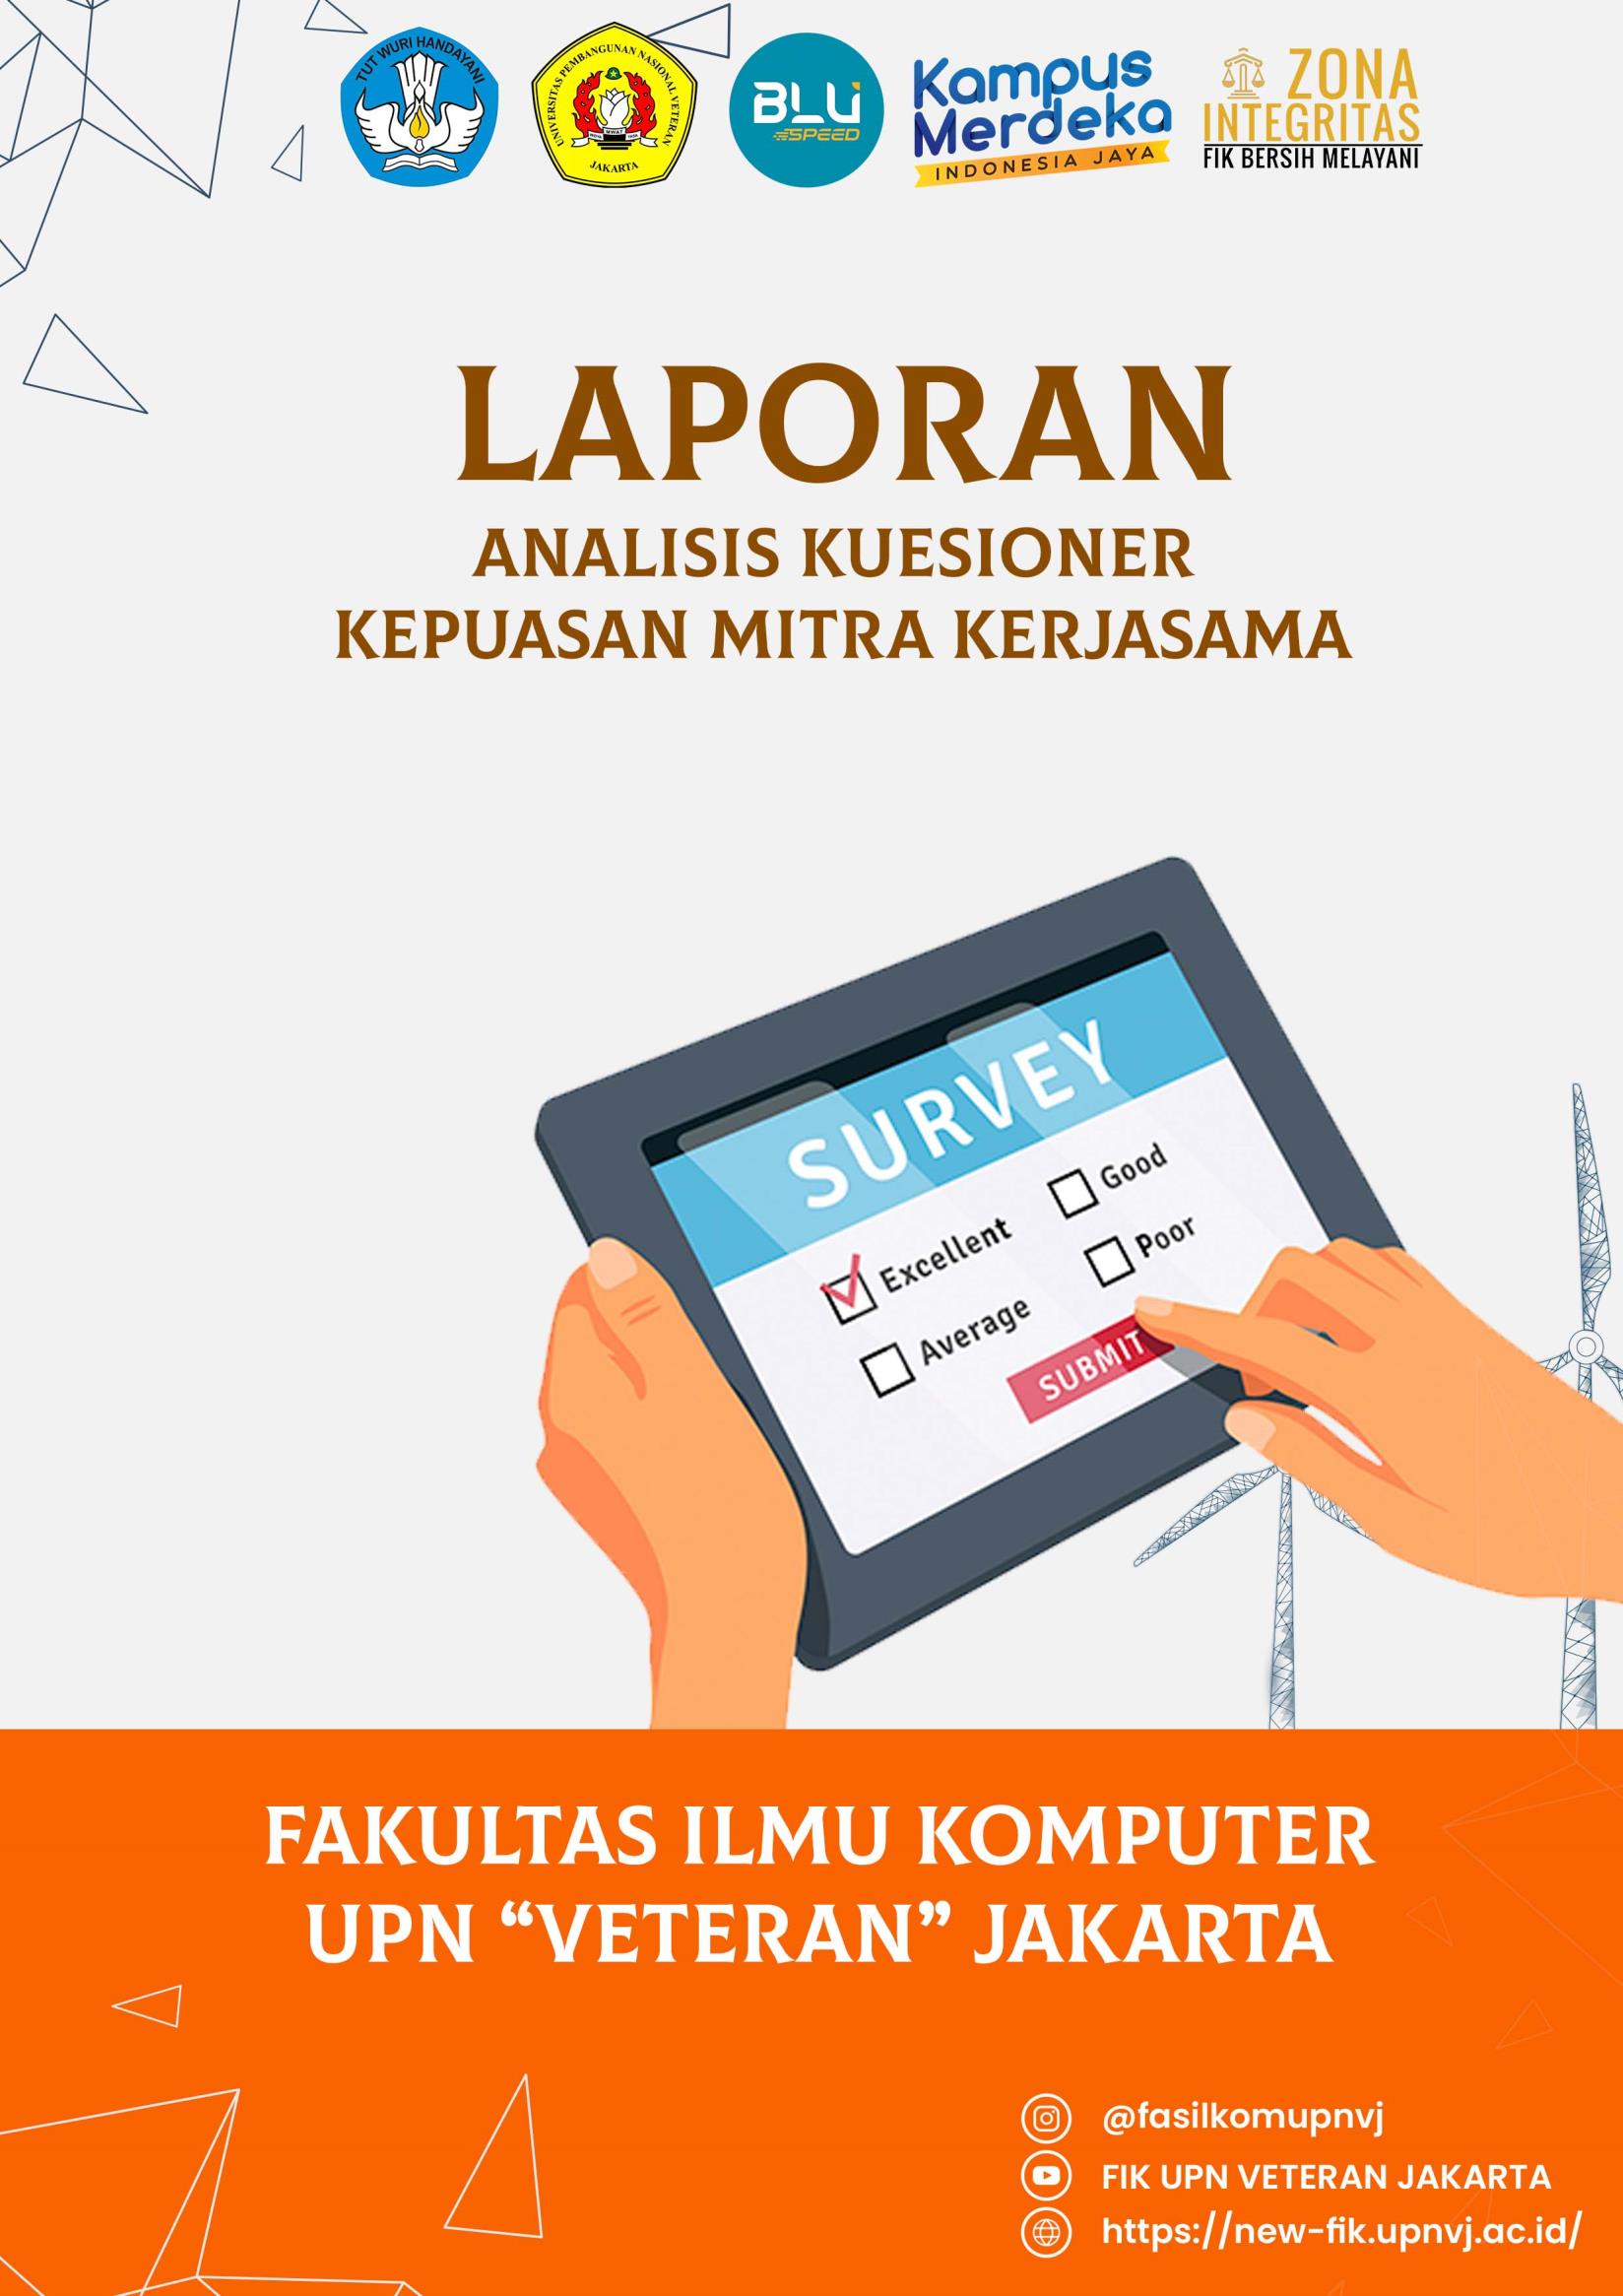 TUT WURI HANDAYANI
UNIVERSITAS PEMBANGUNAN NASIONAL VETERAN
JAKARTA
BLU
SPEED
Kampus
Merdeka
INDONESIA JAYA
ZONA
INTEGRITAS
FIK BERSIH MELAYANI
LAPORAN
ANALISIS KUESIONER
KEPUASAN MITRA KERJASAMA
SURVEY
Excellent
Good
Average
Poor
SUBMIT
FAKULTAS ILMU KOMPUTER
UPN “VETERAN” JAKARTA
@fasilkomupnvj
FIK UPN VETERAN JAKARTA
https://new-fik.upnvj.ac.id/